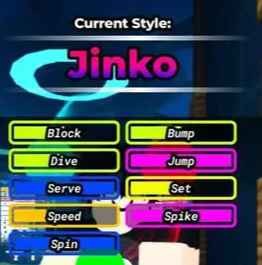 Current Style:
Jinko
Block Bump
Dive Jump
Serve Set
Speed Spike
Spin